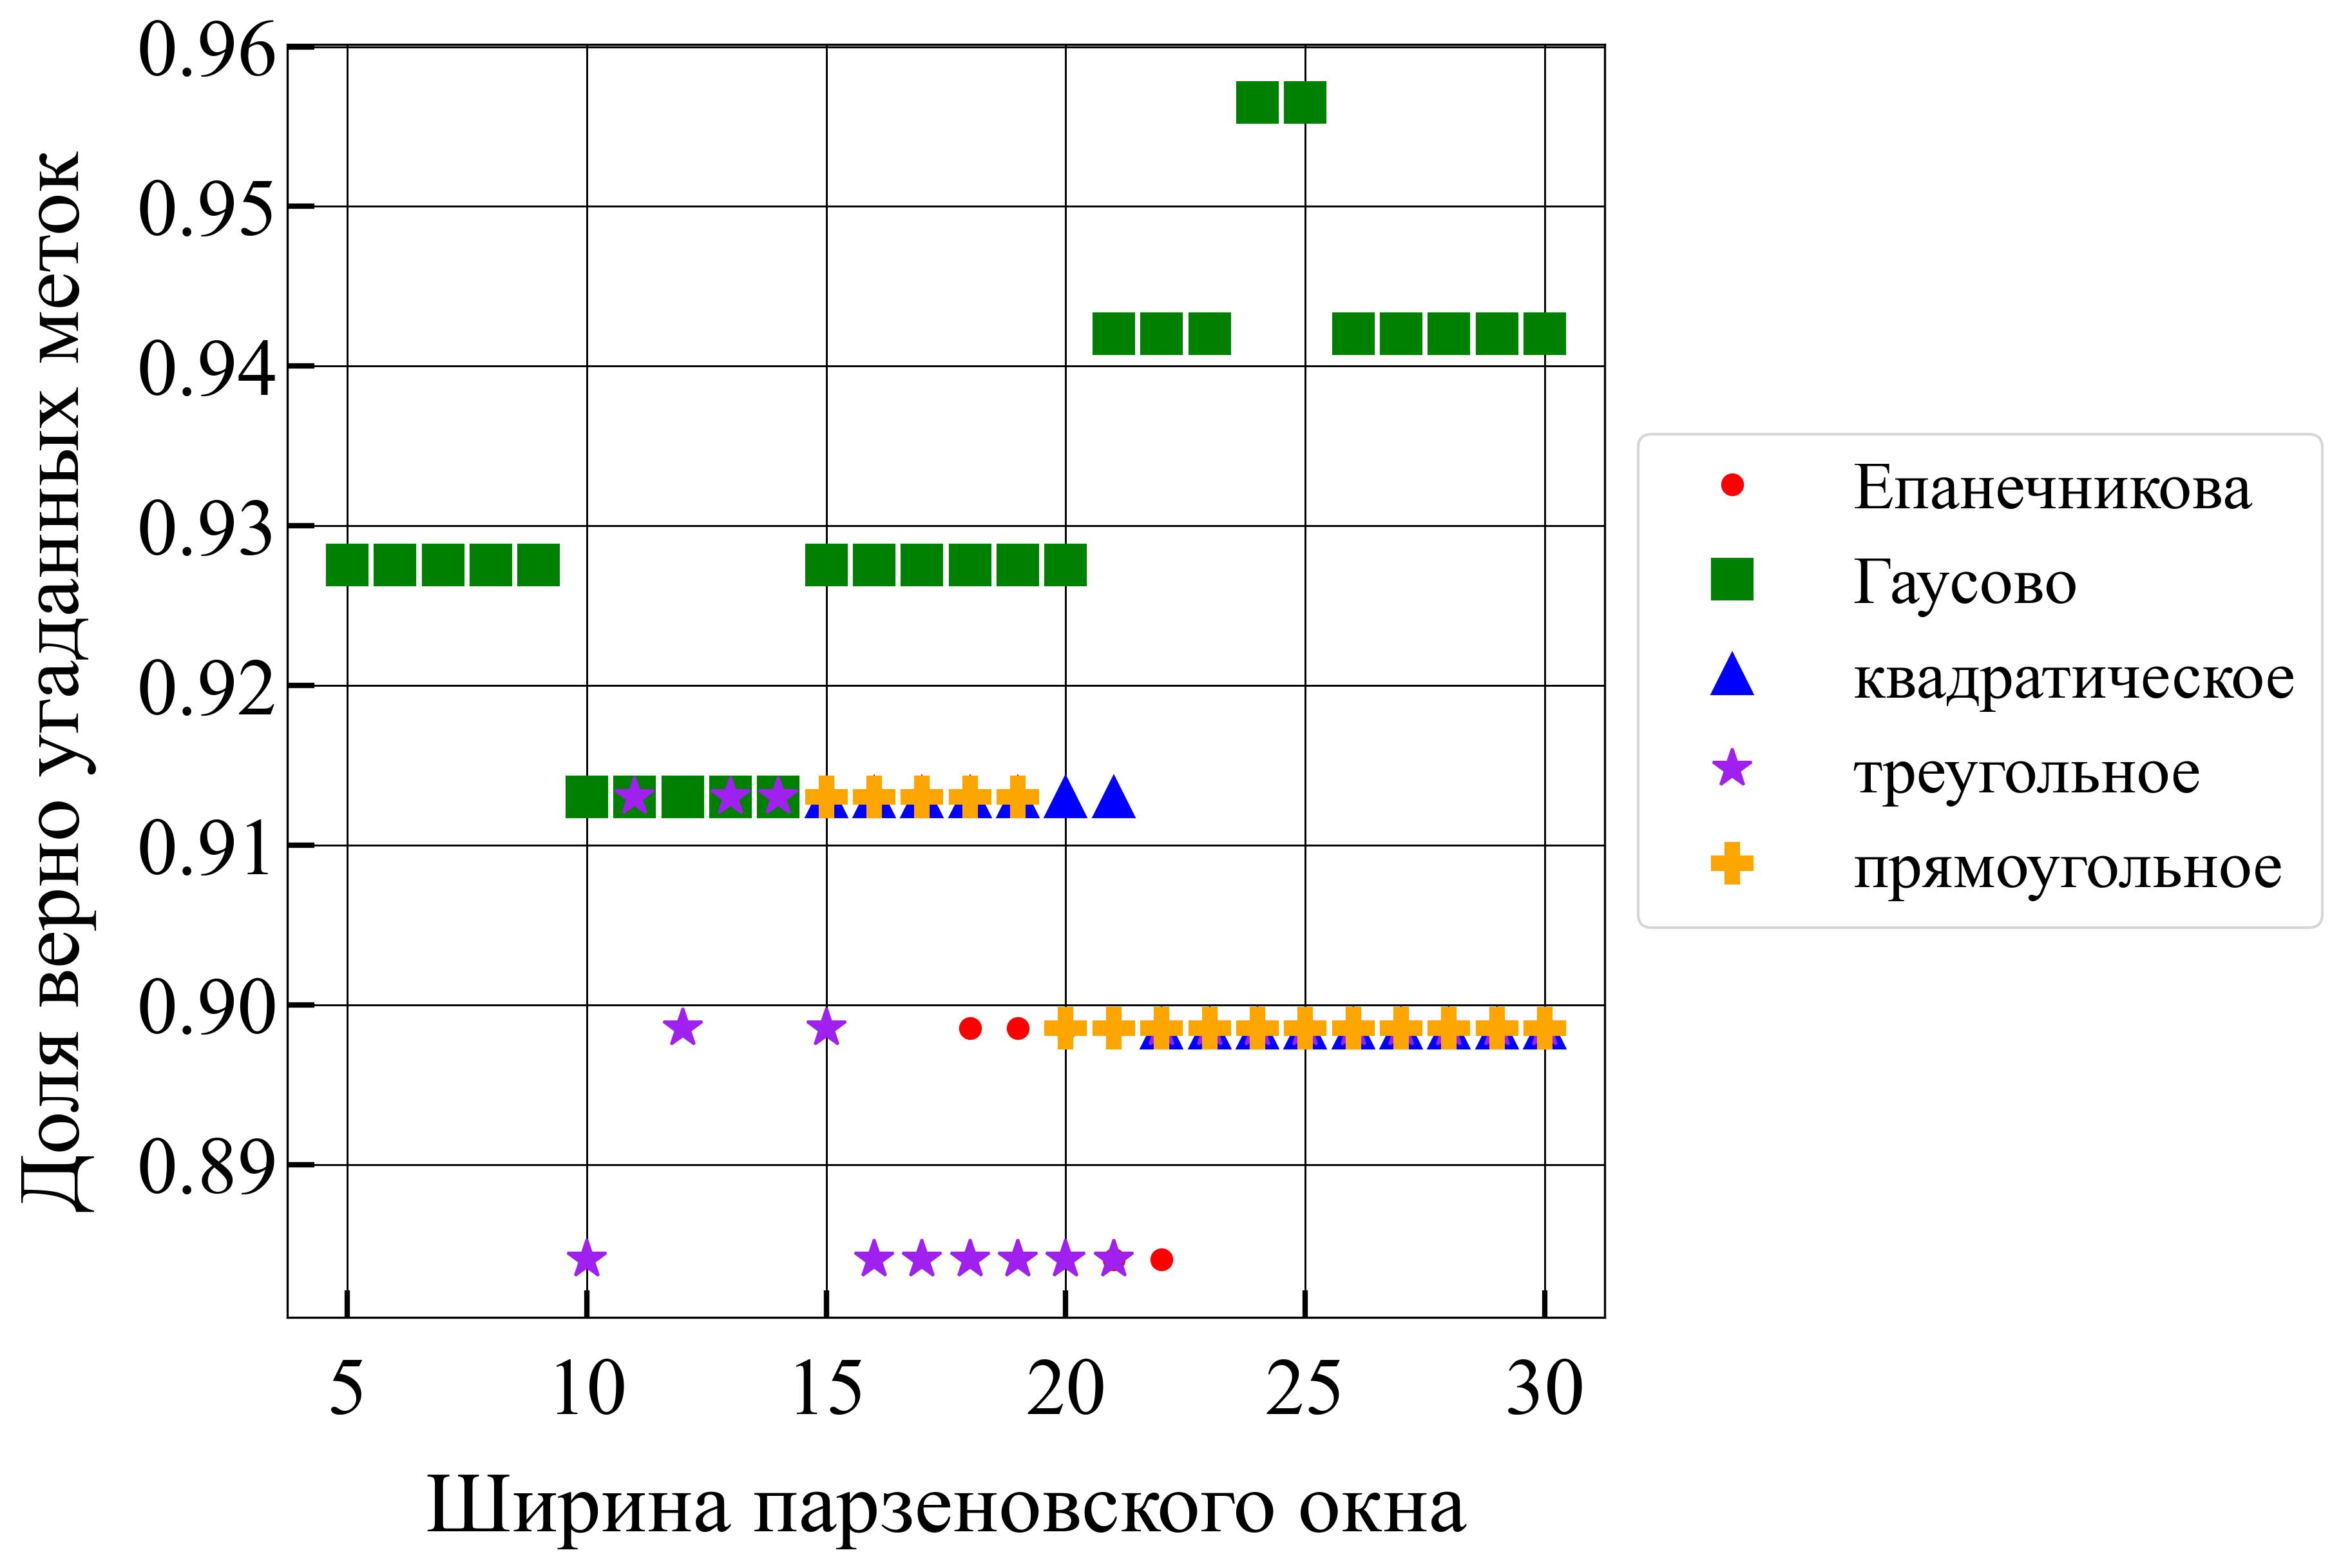 0.96
0.95
0.94
0.93
0.92
0.91
0.90
0.89
Доля верно угаданных меток
5 10 15 20 25 30
Ширина парзеновского окна
Епанечникова
Гаусово
квадратическое
треугольное
прямоугольное